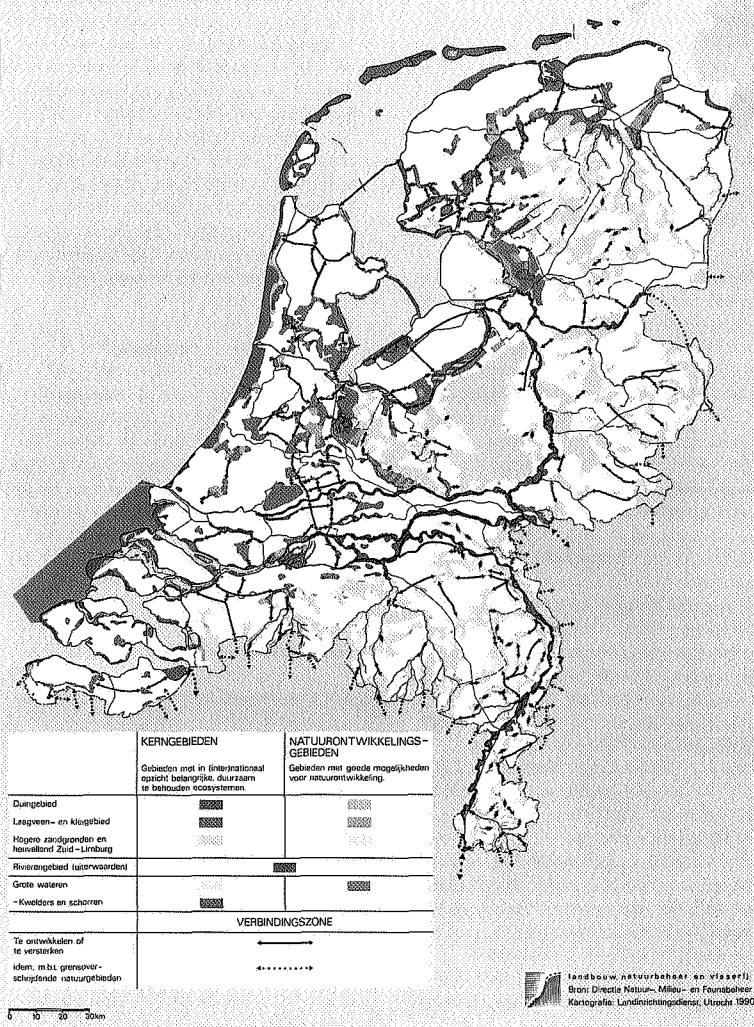 KERNGEBIEDEN
Gebieden met in (inter)nationaal
opzicht belangrijke, duurzaam
te behouden ecosystemen.
NATUURONTWIKKELINGS-
GEBIEDEN
Gebieden met goede mogelijkheden
voor natuurontwikkeling.
Duingebied
Laagveen- en kleigebied
Hogere zandgronden en
heuvelland Zuid-Limburg
Rivierengebied (uiterwaarden)
Grote wateren
-Kwelders en schorren
VERBINDINGSZONE
Te ontwikkelen of
te versterken
idem, m.b.t. grensover-
schrijdende natuurgebieden
0 10 20 30km
landbouw, natuurbeheer en visserij
Bron: Directie Natuur-, Milieu- en Faunabeheer
Kartografie: Landinrichtingsdienst, Utrecht 1990